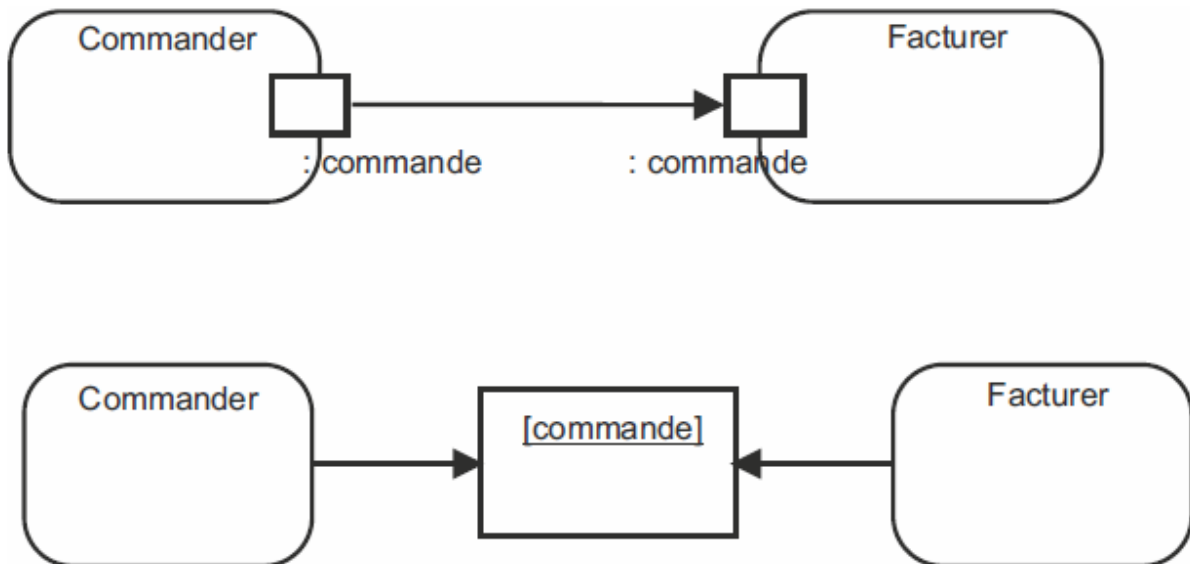 Commander
Facturer
: commande
: commande
Commander
[commande]
Facturer